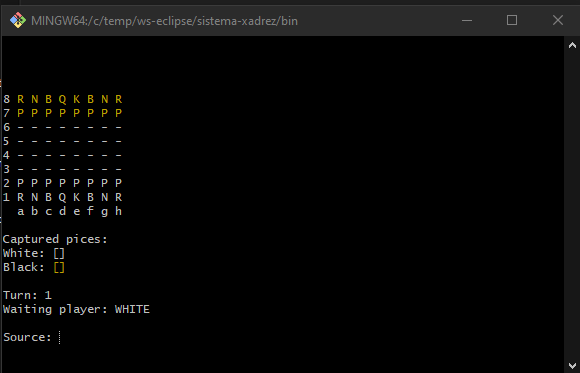 MINGW64:/c/temp/ws-eclipse/sistema-xadrez/bin
8 R N B Q K B N R
7 P P P P P P P P
6 - - - - - - - -
5 - - - - - - - -
4 - - - - - - - -
3 - - - - - - - -
2 P P P P P P P P
1 R N B Q K B N R
a b c d e f g h
Captured pices:
White: []
Black: []
Turn: 1
Waiting player: WHITE
Source: